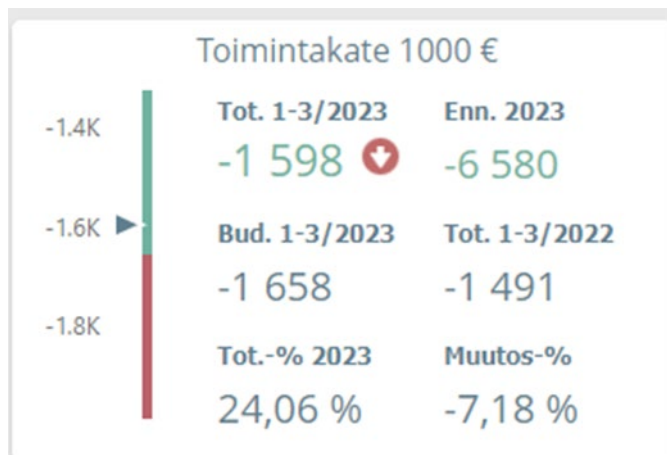 Toimintakate 1000 €
-1.4K
-1.6K
-1.8K
Tot. 1-3/2023 Enn. 2023
-1 598 -6 580
Bud. 1-3/2023 Tot. 1-3/2022
-1 658 -1 491
Tot.-% 2023 Muutos-%
24,06 % -7,18 %